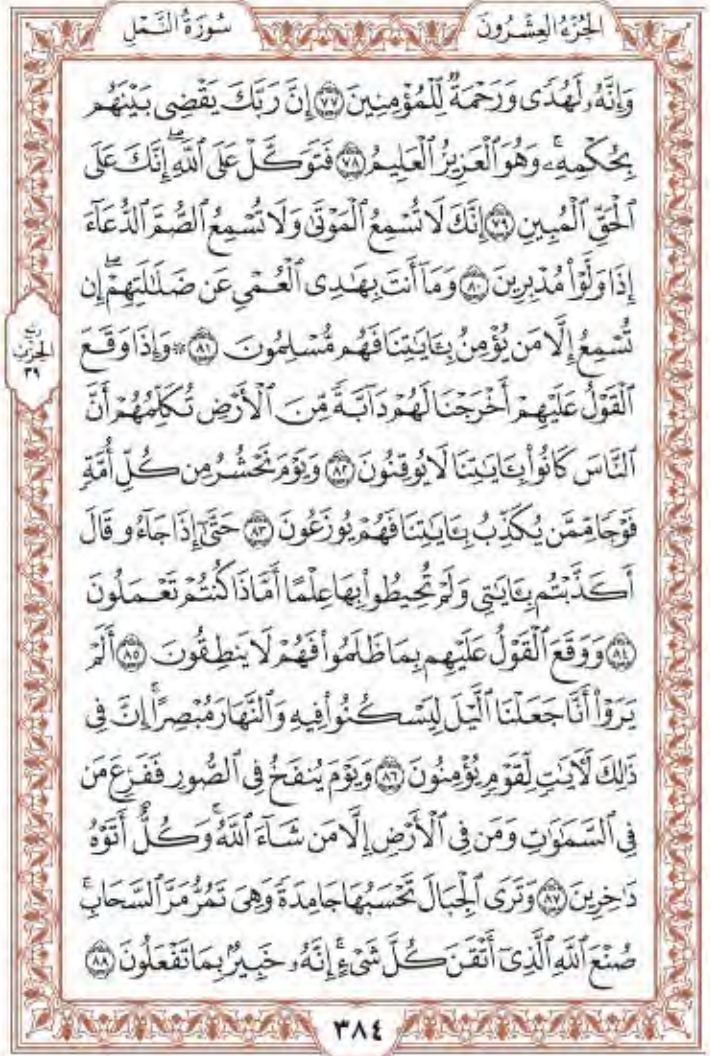 الجُزْءُ العِشْرُونَ
سُورَةُ النَّمْلِ
وَإِنَّهُۥ لَهُدًى وَرَحْمَةٌ لِّلْمُؤْمِنِينَ ٧٧ إِنَّ رَبَّكَ يَقْضِى بَيْنَهُم
بِحُكْمِهِۦۚ وَهُوَ ٱلْعَزِيزُ ٱلْعَلِيمُ ٧٨ فَتَوَكَّلْ عَلَى ٱللَّهِۖ إِنَّكَ عَلَى
ٱلْحَقِّ ٱلْمُبِينِ ٧٩ إِنَّكَ لَا تُسْمِعُ ٱلْمَوْتَىٰ وَلَا تُسْمِعُ ٱلصُّمَّ ٱلدُّعَآءَ
إِذَا وَلَّوْا۟ مُدْبِرِينَ ٨٠ وَمَآ أَنتَ بِهَـٰدِى ٱلْعُمْىِ عَن ضَلَـٰلَتِهِمْۖ إِن
تُسْمِعُ إِلَّا مَن يُؤْمِنُ بِـَٔايَـٰتِنَا فَهُم مُّسْلِمُونَ ٨١ ۞ وَإِذَا وَقَعَ
ٱلْقَوْلُ عَلَيْهِمْ أَخْرَجْنَا لَهُمْ دَآبَّةً مِّنَ ٱلْأَرْضِ تُكَلِّمُهُمْ أَنَّ
ٱلنَّاسَ كَانُوا۟ بِـَٔايَـٰتِنَا لَا يُوقِنُونَ ٨٢ وَيَوْمَ نَحْشُرُ مِن كُلِّ أُمَّةٍ
فَوْجًا مِّمَّن يُكَذِّبُ بِـَٔايَـٰتِنَا فَهُمْ يُوزَعُونَ ٨٣ حَتَّىٰٓ إِذَا جَآءُو قَالَ
أَكَذَّبْتُم بِـَٔايَـٰتِى وَلَمْ تُحِيطُوا۟ بِهَا عِلْمًا أَمَّاذَا كُنتُمْ تَعْمَلُونَ
٨٤ وَوَقَعَ ٱلْقَوْلُ عَلَيْهِم بِمَا ظَلَمُوا۟ فَهُمْ لَا يَنطِقُونَ ٨٥ أَلَمْ
يَرَوْا۟ أَنَّا جَعَلْنَا ٱلَّيْلَ لِيَسْكُنُوا۟ فِيهِ وَٱلنَّهَارَ مُبْصِرًاۚ إِنَّ فِى
ذَٰلِكَ لَـَٔايَـٰتٍ لِّقَوْمٍ يُؤْمِنُونَ ٨٦ وَيَوْمَ يُنفَخُ فِى ٱلصُّورِ فَفَزِعَ مَن
فِى ٱلسَّمَـٰوَٰتِ وَمَن فِى ٱلْأَرْضِ إِلَّا مَن شَآءَ ٱللَّهُۚ وَكُلٌّ أَتَوْهُ
دَٰخِرِينَ ٨٧ وَتَرَى ٱلْجِبَالَ تَحْسَبُهَا جَامِدَةً وَهِىَ تَمُرُّ مَرَّ ٱلسَّحَابِۚ
صُنْعَ ٱللَّهِ ٱلَّذِىٓ أَتْقَنَ كُلَّ شَىْءٍۚ إِنَّهُۥ خَبِيرٌۢ بِمَا تَفْعَلُونَ ٨٨
ربع
الحزب
٣٩
٣٨٤